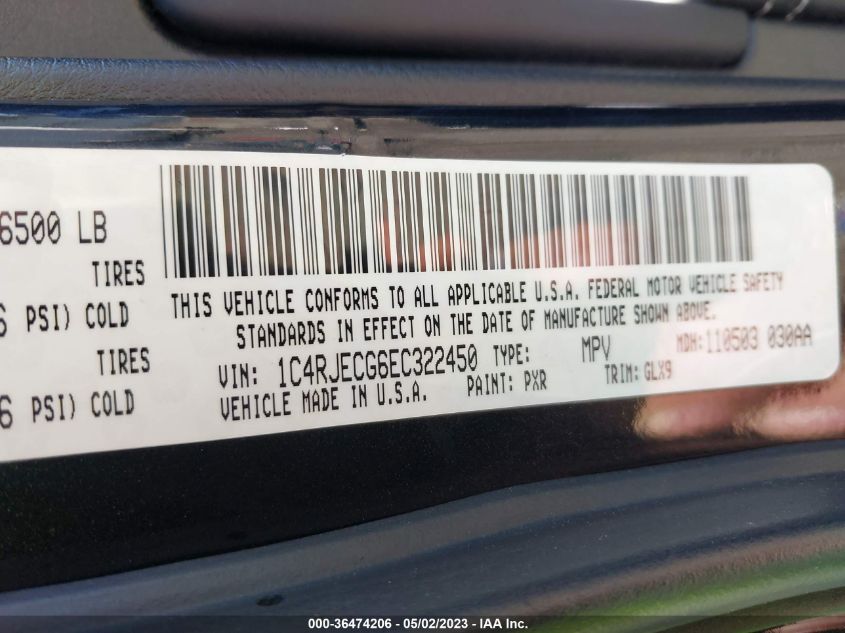 6500 LB
TIRES
6 PSI) COLD
TIRES
6 PSI) COLD
THIS VEHICLE CONFORMS TO ALL APPLICABLE U.S.A. FEDERAL MOTOR VEHICLE SAFETY
STANDARDS IN EFFECT ON THE DATE OF MANUFACTURE SHOWN ABOVE.
VIN: 1C4RJECG6EC322450 TYPE: MPV MDH:110503 030AA
VEHICLE MADE IN U.S.A. PAINT: PXR TRIM: GLX9
000-36474206 - 05/02/2023 - IAA Inc.